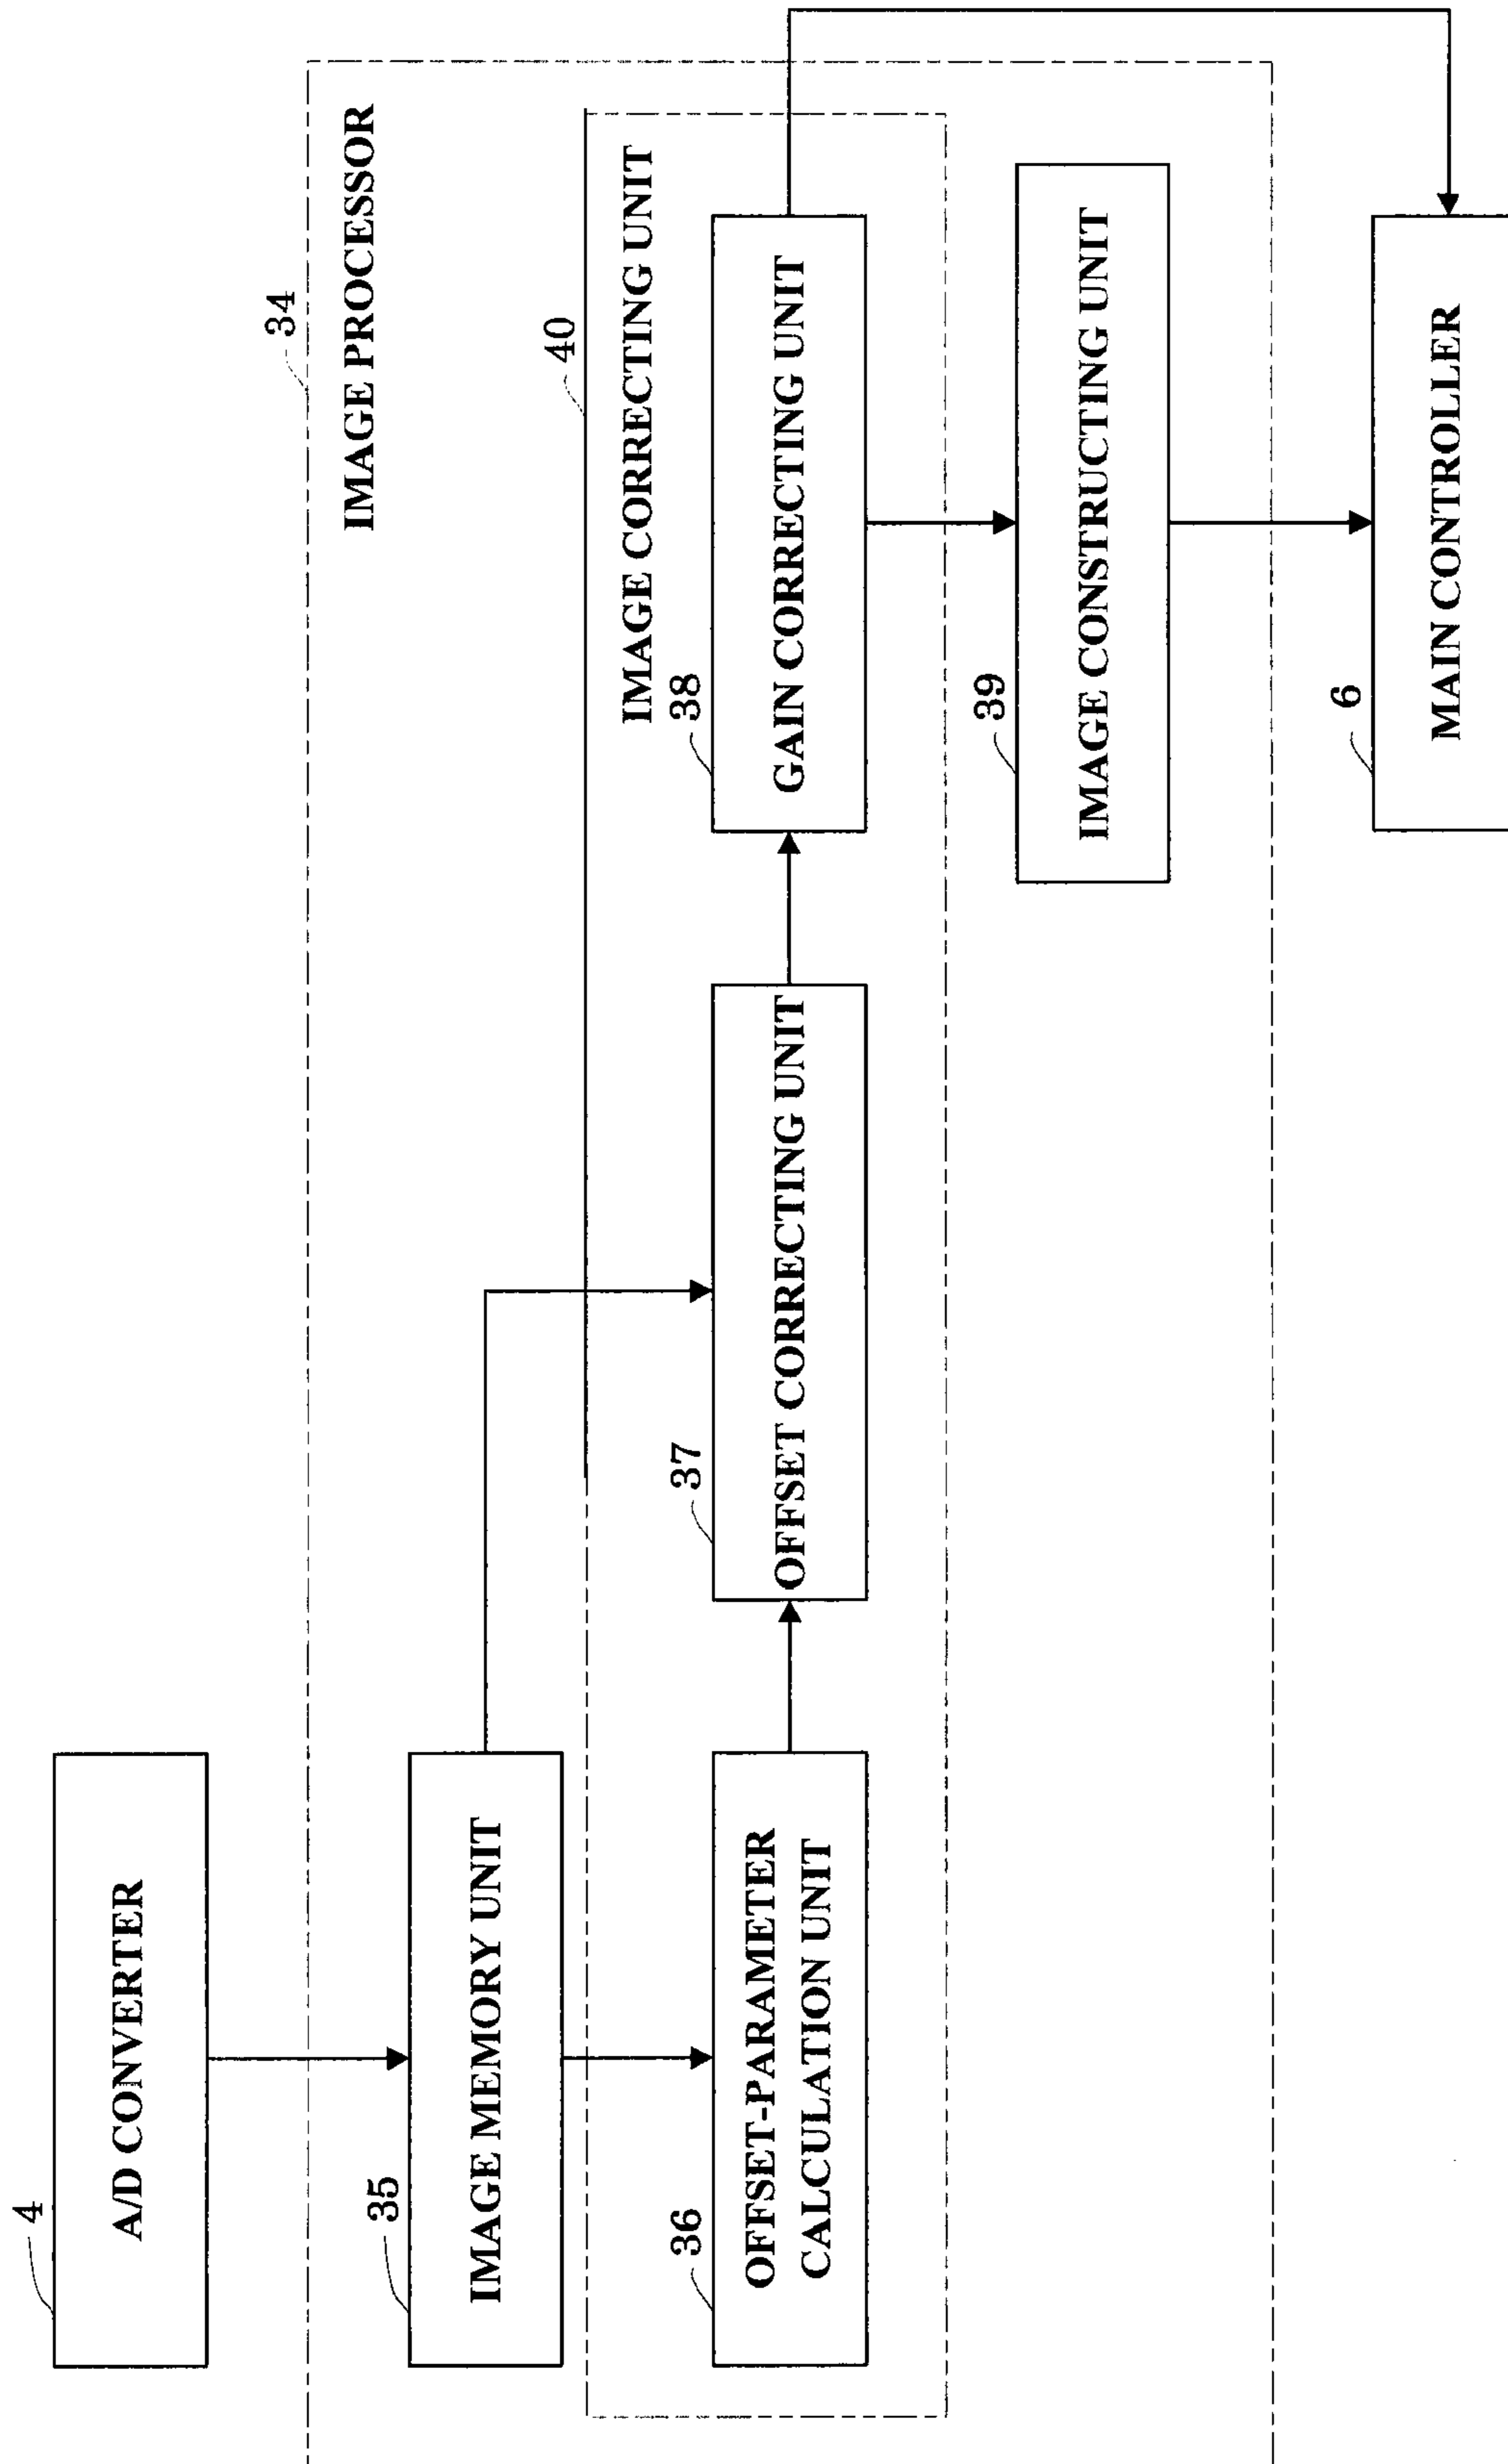 4
A/D CONVERTER
34
IMAGE PROCESSOR
35
IMAGE MEMORY UNIT
40
IMAGE CORRECTING UNIT
36
OFFSET-PARAMETER
CALCULATION UNIT
37
OFFSET CORRECTING UNIT
38
GAIN CORRECTING UNIT
39
IMAGE CONSTRUCTING UNIT
6
MAIN CONTROLLER